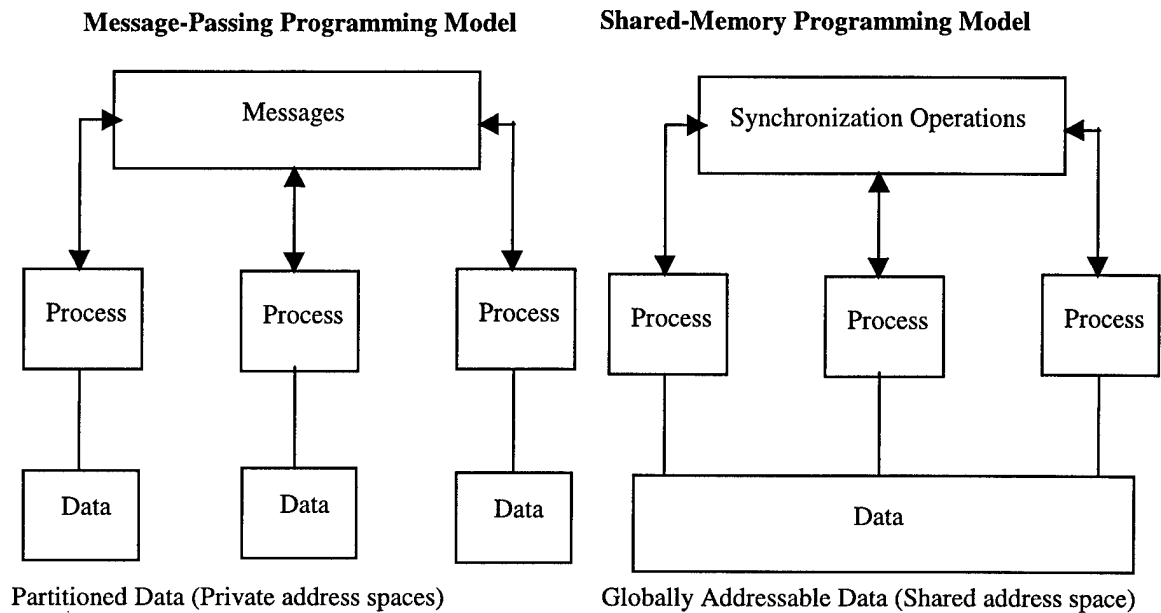 Message-Passing Programming Model
Shared-Memory Programming Model
Messages
Synchronization Operations
Process
Process
Process
Process
Process
Process
Data
Data
Data
Data
Partitioned Data (Private address spaces)
Globally Addressable Data (Shared address space)